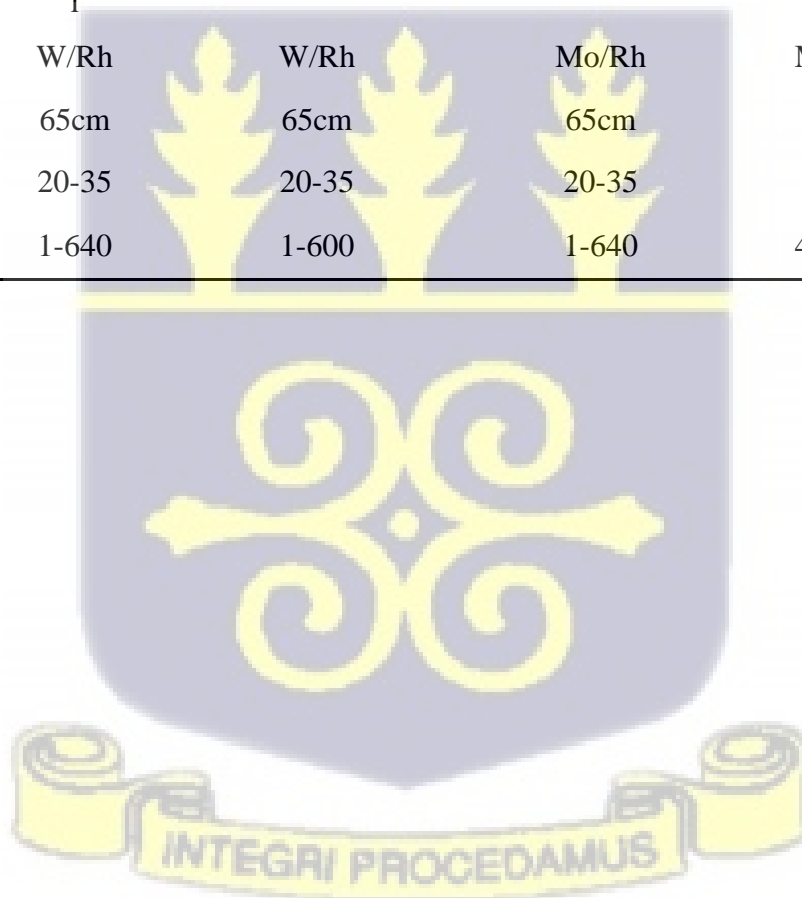 W/Rh W/Rh Mo/Rh
65cm 65cm 65cm
20-35 20-35 20-35
1-640 1-600 1-640 4
INTEGRI PROCEDAMUS